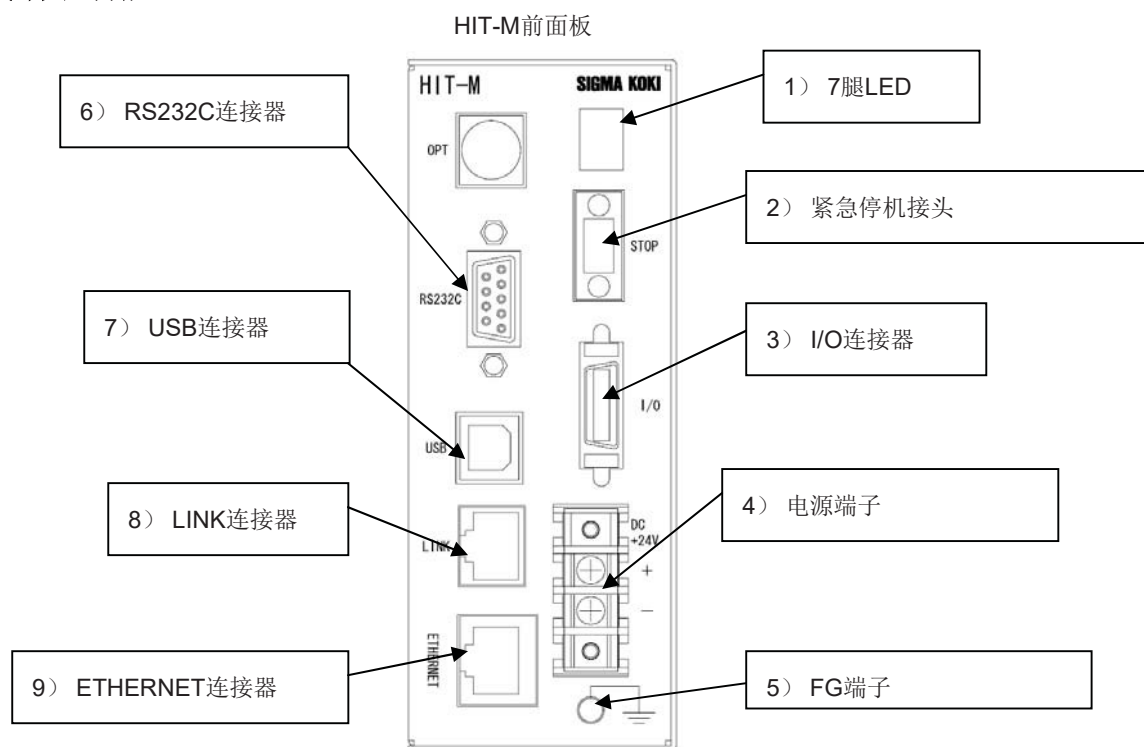 HIT-M前面板
HIT-M
SIGMA KOKI
1） 7腿LED
6） RS232C连接器
OPT
2） 紧急停机接头
STOP
RS232C
7） USB连接器
3） I/O连接器
I/O
USB
8） LINK连接器
4） 电源端子
LINK
DC
+24V
+
−
ETHERNET
9） ETHERNET连接器
5） FG端子